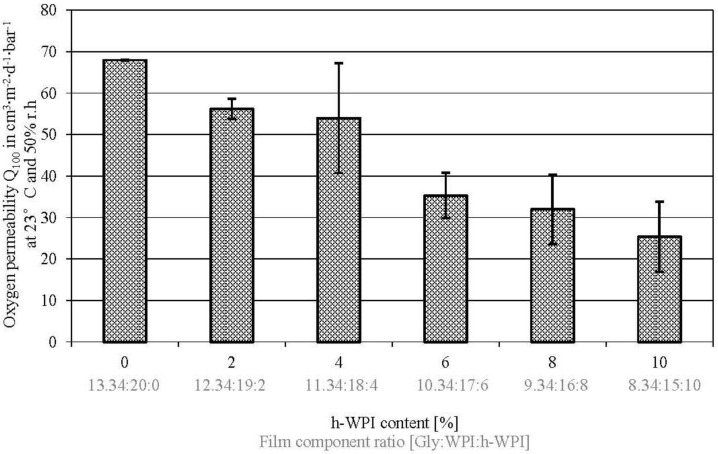 Oxygen permeability Q100 in cm³·m⁻²·d⁻¹·bar⁻¹
at 23° C and 50% r.h
80
70
60
50
40
30
20
10
0
0 2 4 6 8 10
13.34:20:0 12.34:19:2 11.34:18:4 10.34:17:6 9.34:16:8 8.34:15:10
h-WPI content [%]
Film component ratio [Gly:WPI:h-WPI]